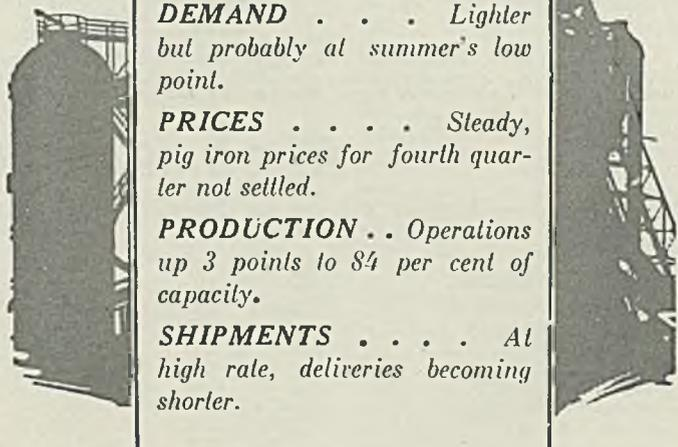 DEMAND . . . Lighter
but probably at summer's low
point.
PRICES . . . . Steady,
pig iron prices for fourth quar-
ter not settled.
PRODUCTION . . Operations
up 3 points to 84 per cent of
capacity.
SHIPMENTS . . . . At
high rate, deliveries becoming
shorter.